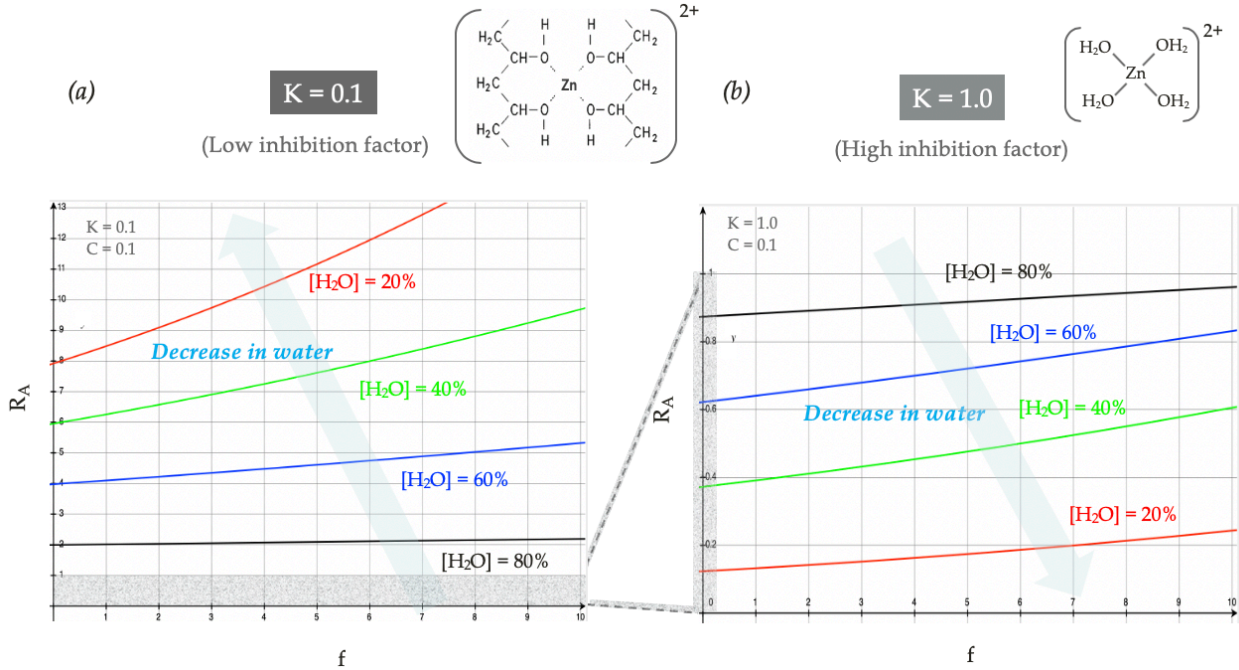 (a)
K = 0.1
(Low inhibition factor)
H₂C CH₂
H H
CH-O O-CH
H₂C Zn CH₂
CH-O O-CH
H₂C H H CH₂
2+
(b)
K = 1.0
(High inhibition factor)
H₂O OH₂
Zn
H₂O OH₂
2+
K = 0.1
C = 0.1
[H₂O] = 20%
Decrease in water
[H₂O] = 40%
[H₂O] = 60%
[H₂O] = 80%
R_A
13
12
11
10
9
8
7
6
5
4
3
2
1
0 1 2 3 4 5 6 7 8 9 10
f
K = 1.0
C = 0.1
[H₂O] = 80%
[H₂O] = 60%
Decrease in water
[H₂O] = 40%
[H₂O] = 20%
R_A
1
0.8
0.6
0.4
0.2
0
0 1 2 3 4 5 6 7 8 9 10
f